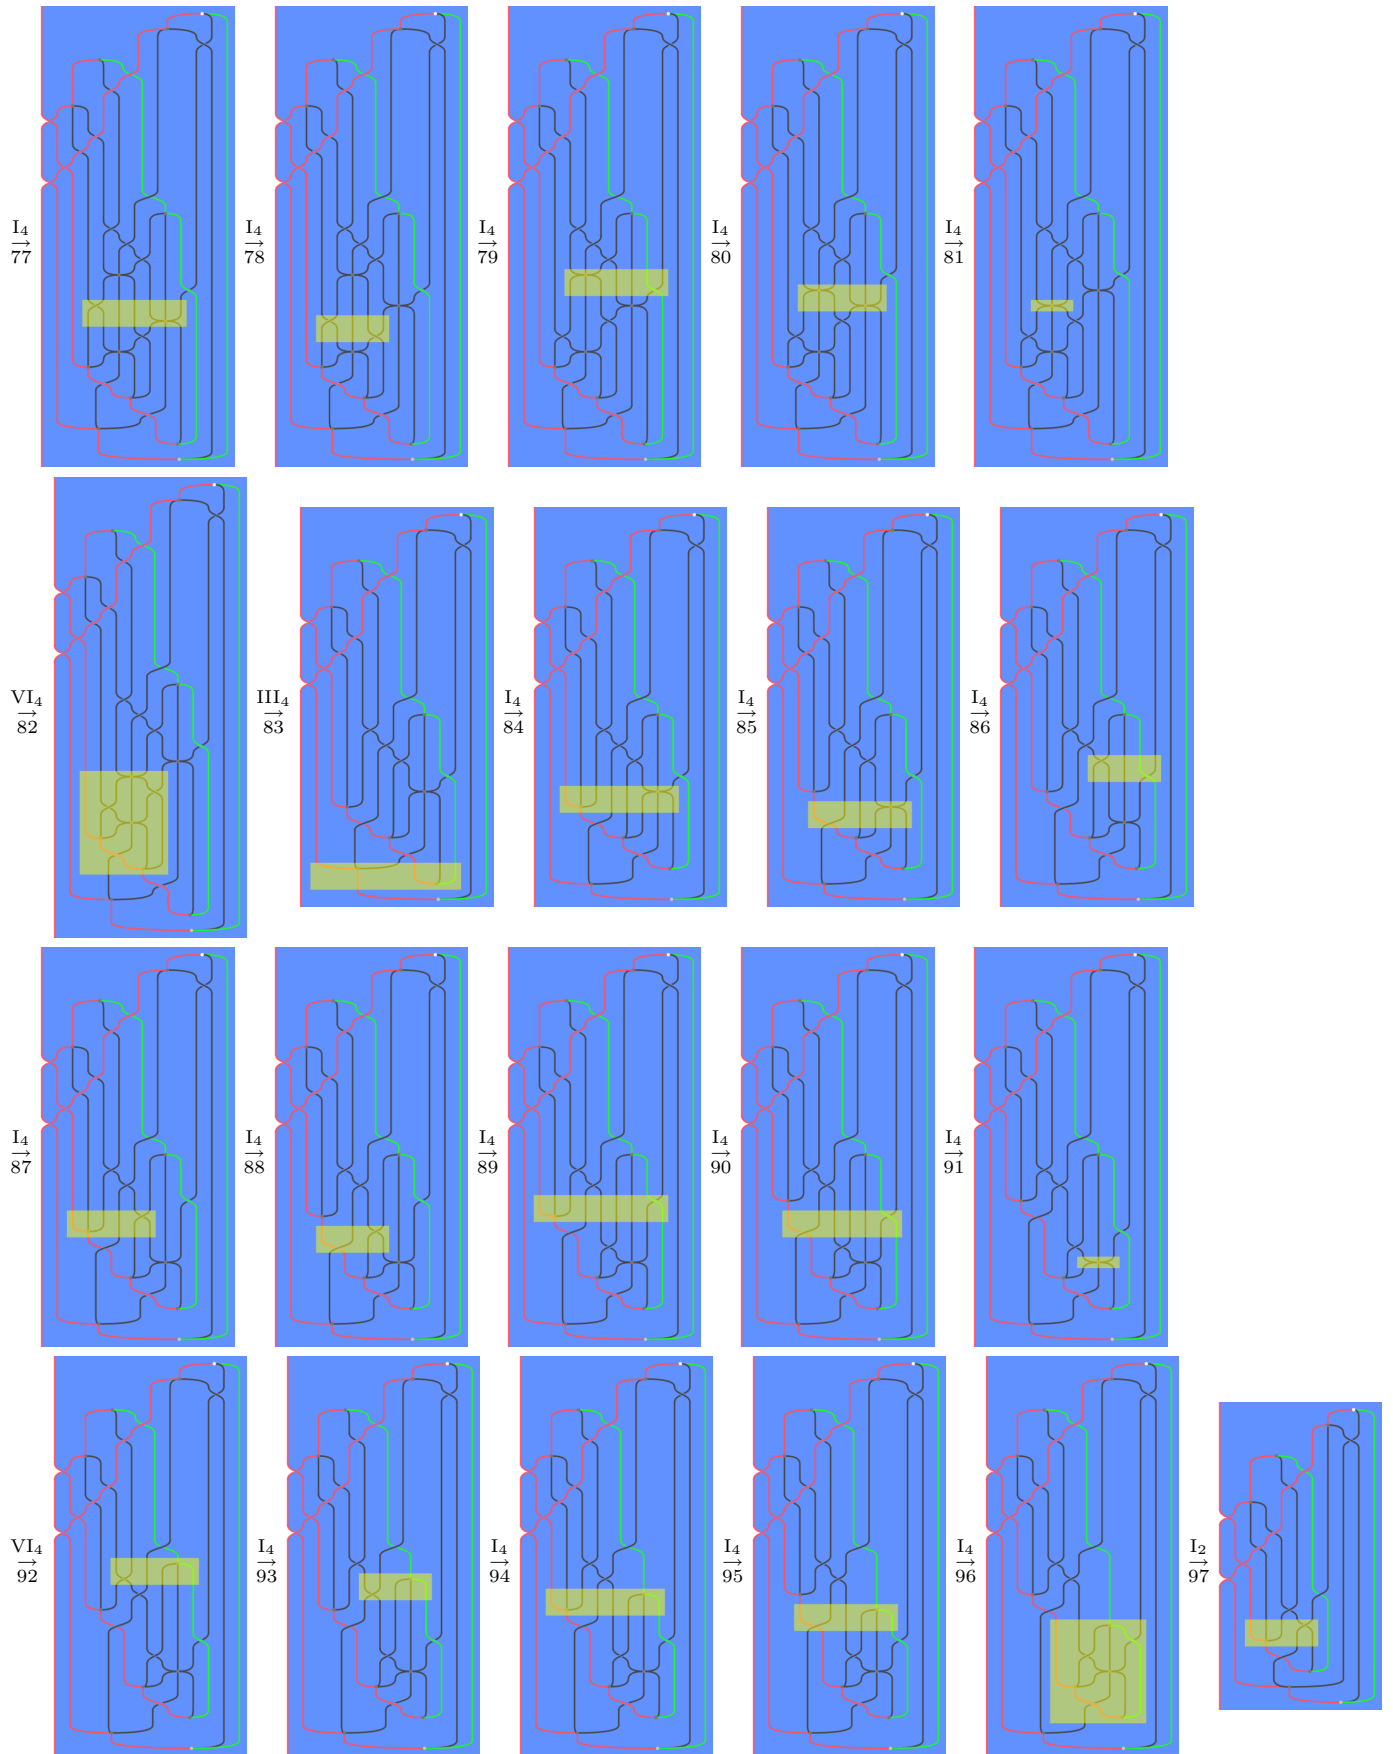 I₄ → 77 I₄ → 78 I₄ → 79 I₄ → 80 I₄ → 81
VI₄ → 82 III₄ → 83 I₄ → 84 I₄ → 85 I₄ → 86
I₄ → 87 I₄ → 88 I₄ → 89 I₄ → 90 I₄ → 91
VI₄ → 92 I₄ → 93 I₄ → 94 I₄ → 95 I₄ → 96 I₂ → 97